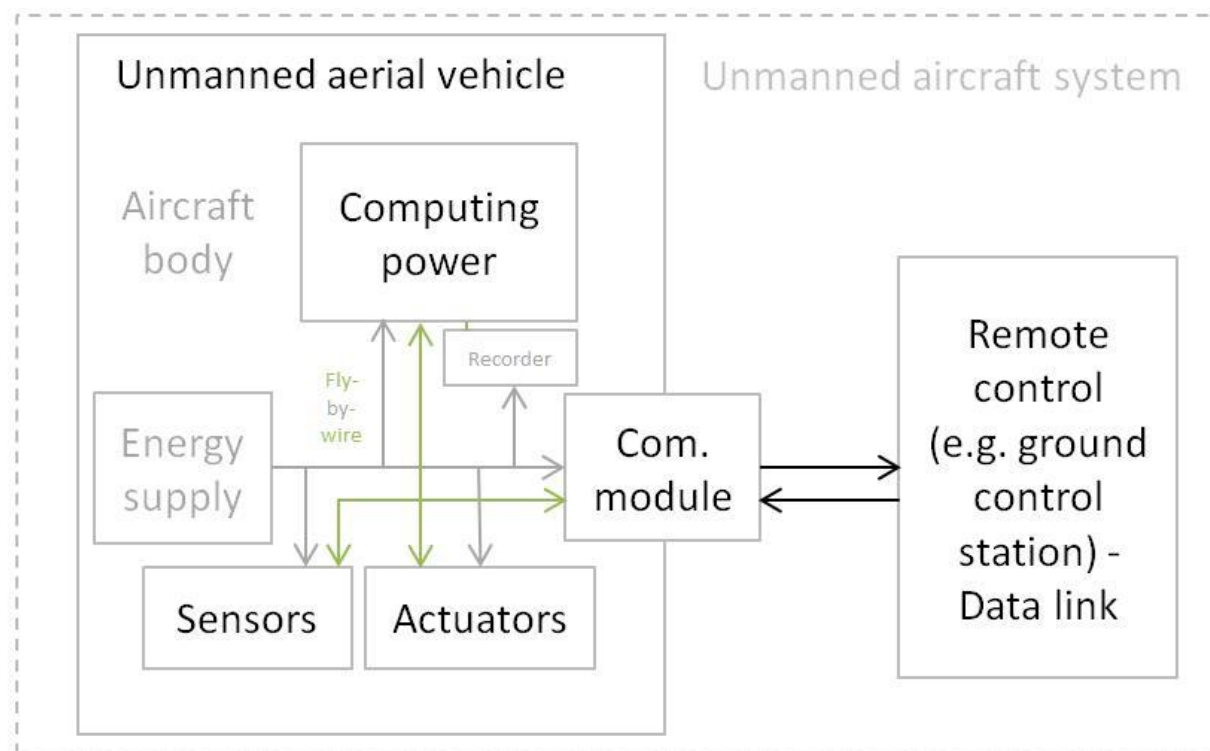 Unmanned aerial vehicle
Unmanned aircraft system
Aircraft
body
Computing
power
Recorder
Fly-
by-
wire
Energy
supply
Com.
module
Sensors
Actuators
Remote
control
(e.g. ground
control
station) -
Data link